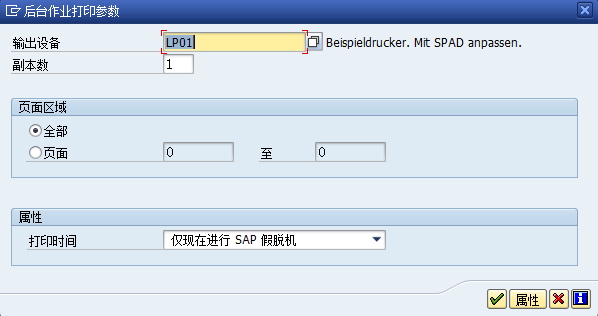 后台作业打印参数
输出设备 LP01 Beispieldrucker. Mit SPAD anpassen.
副本数 1
页面区域
全部
页面 0 至 0
属性
打印时间 仅现在进行 SAP 假脱机
属性